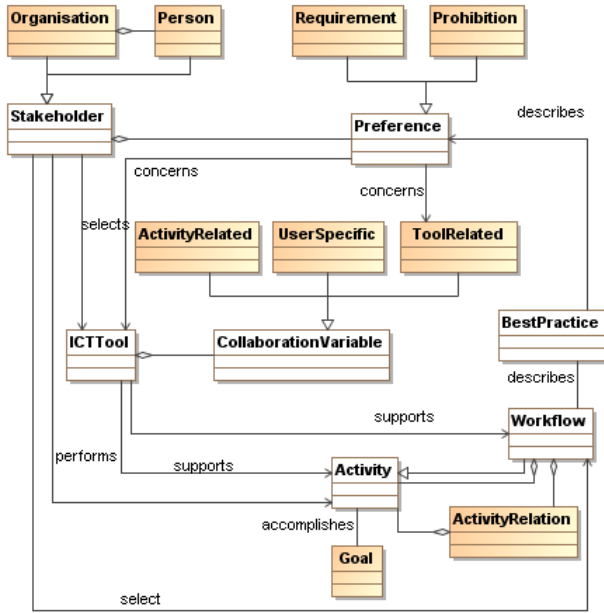 Organisation
Person
Requirement
Prohibition
Stakeholder
Preference
describes
concerns
concerns
selects
ActivityRelated
UserSpecific
ToolRelated
ICTTool
CollaborationVariable
BestPractice
describes
supports
Workflow
performs
supports
Activity
accomplishes
ActivityRelation
Goal
select